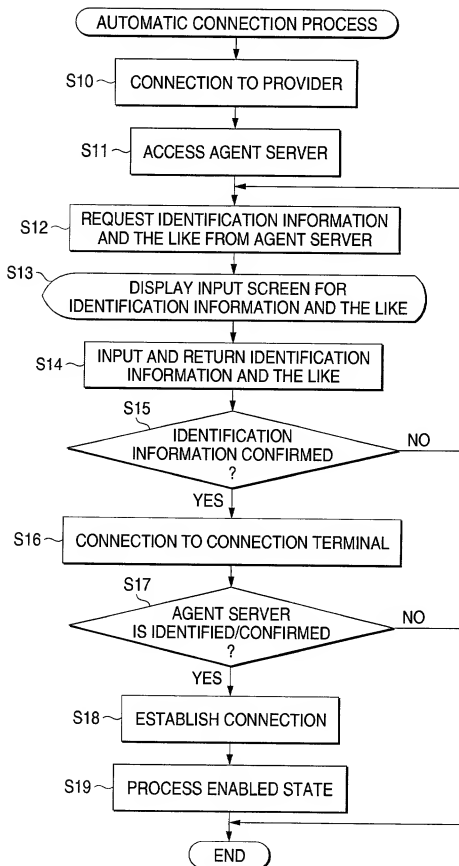 AUTOMATIC CONNECTION PROCESS
S10
CONNECTION TO PROVIDER
S11
ACCESS AGENT SERVER
S12
REQUEST IDENTIFICATION INFORMATION
AND THE LIKE FROM AGENT SERVER
S13
DISPLAY INPUT SCREEN FOR
IDENTIFICATION INFORMATION AND THE LIKE
S14
INPUT AND RETURN IDENTIFICATION
INFORMATION AND THE LIKE
S15
IDENTIFICATION
INFORMATION CONFIRMED
?
NO
YES
S16
CONNECTION TO CONNECTION TERMINAL
S17
AGENT SERVER
IS IDENTIFIED/CONFIRMED
?
NO
YES
S18
ESTABLISH CONNECTION
S19
PROCESS ENABLED STATE
END